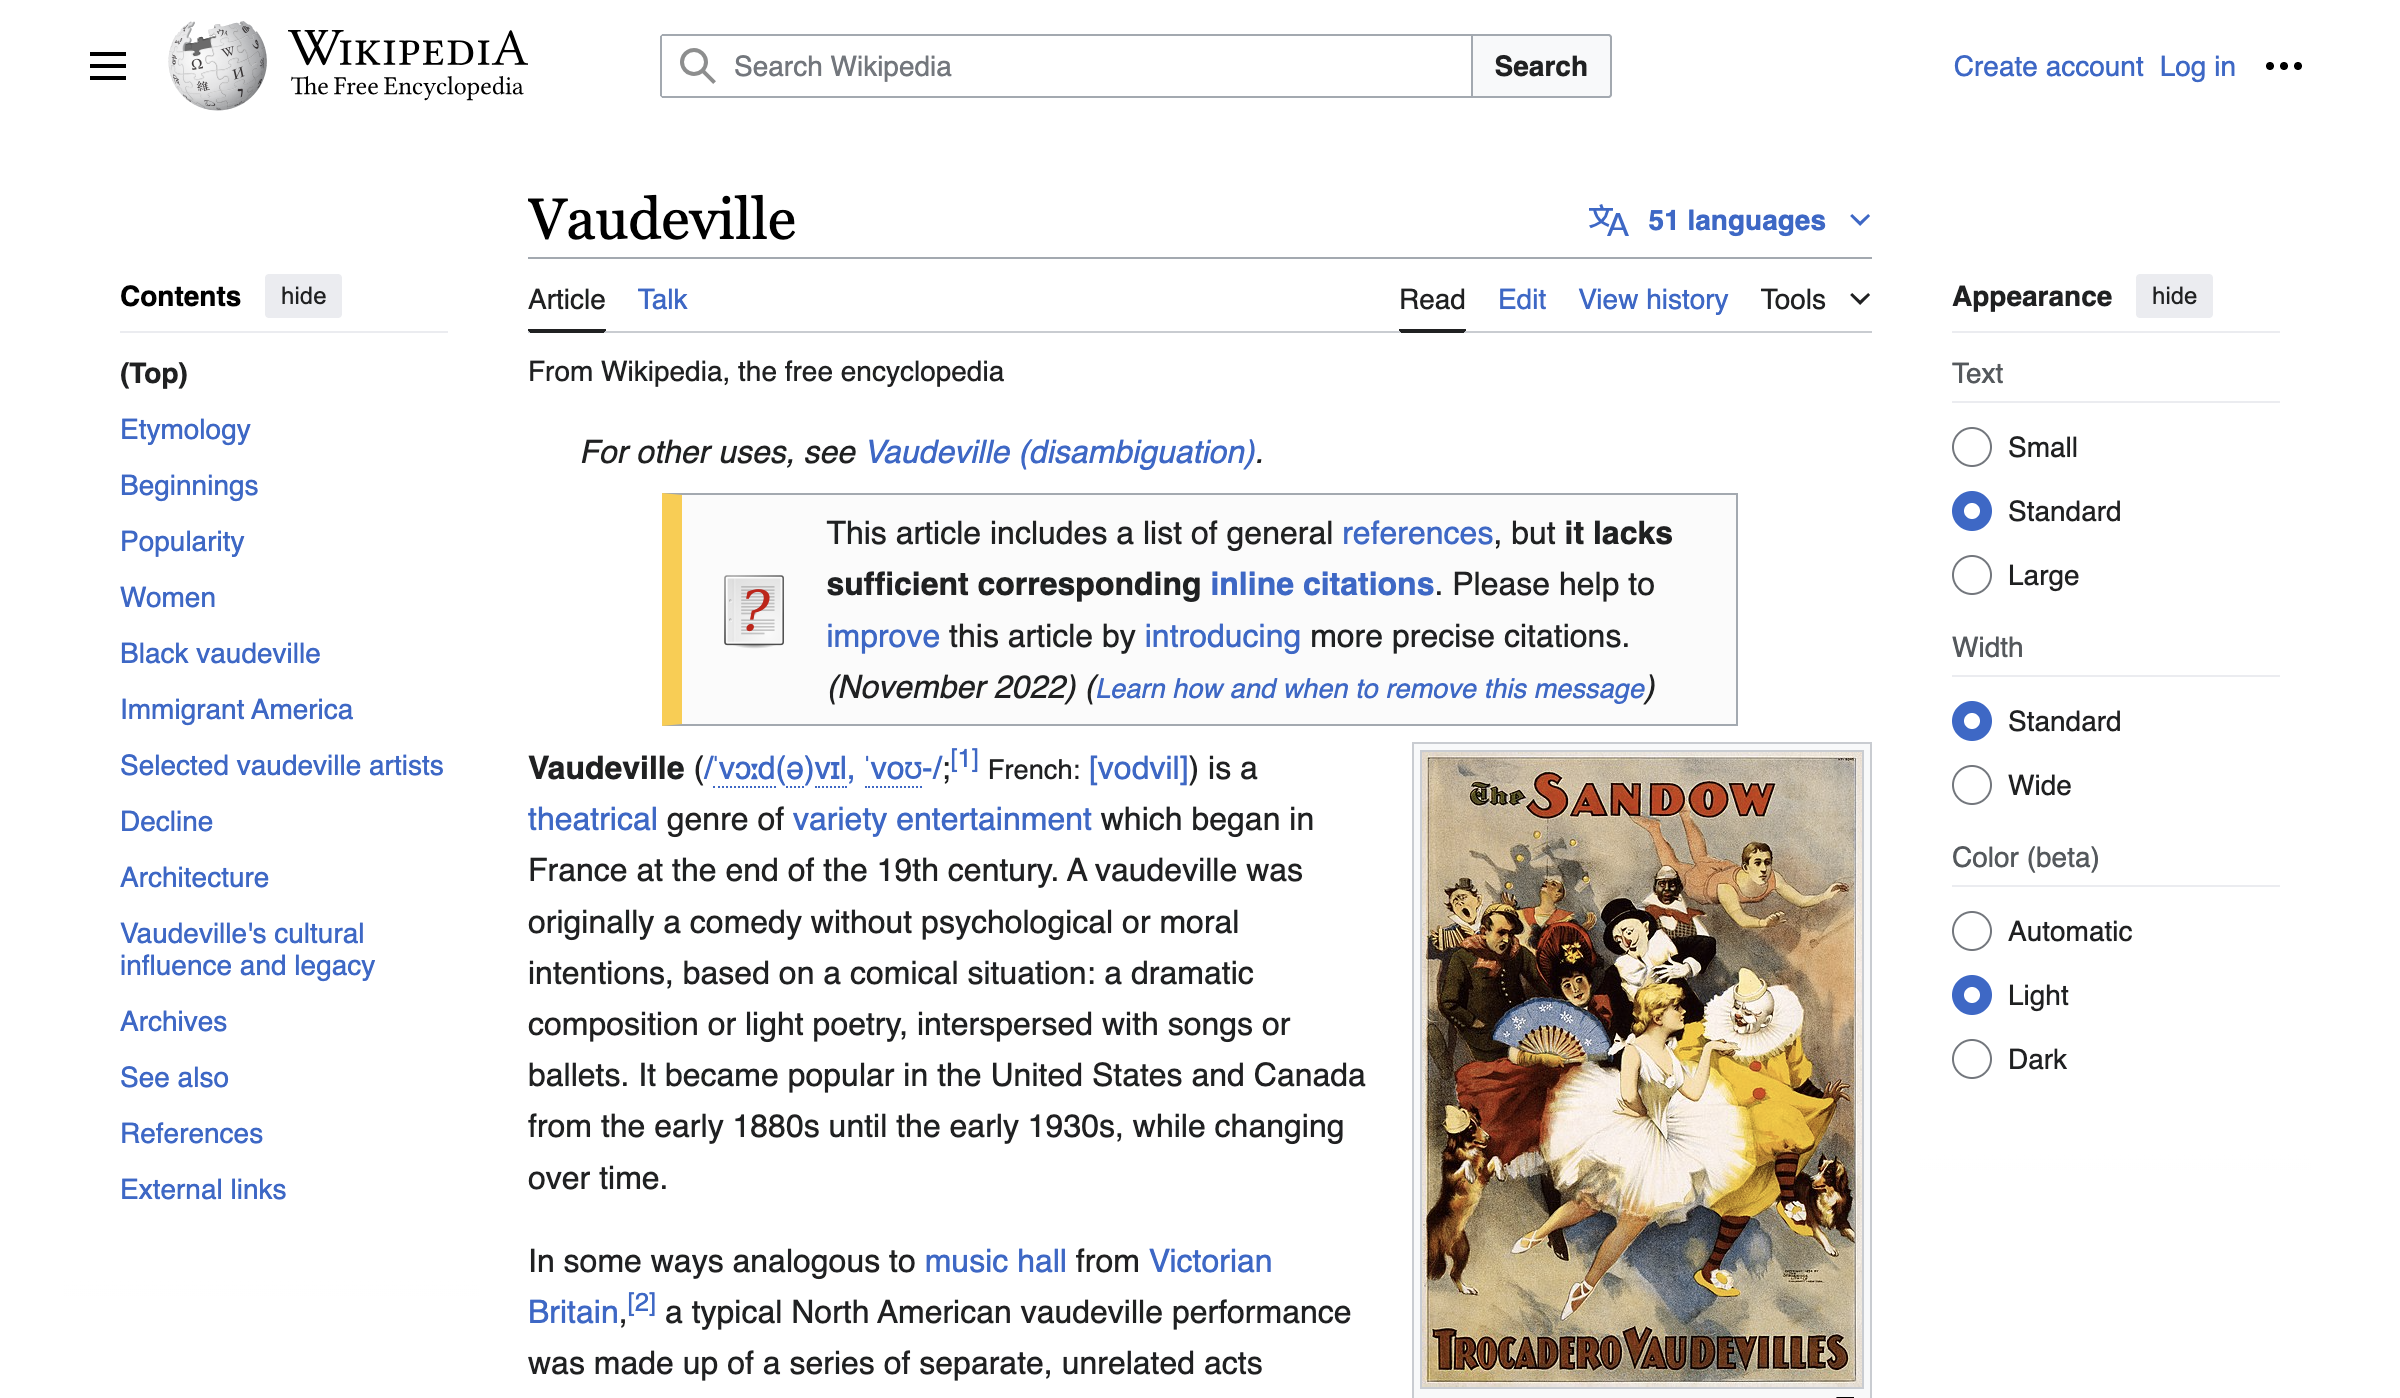 WIKIPEDIA
The Free Encyclopedia
Search Wikipedia
Search
Create account Log in
Vaudeville
51 languages
Contents hide
Article Talk
Read Edit View history Tools
Appearance hide
From Wikipedia, the free encyclopedia
(Top)
Etymology
Beginnings
Popularity
Women
Black vaudeville
Immigrant America
Selected vaudeville artists
Decline
Architecture
Vaudeville's cultural
influence and legacy
Archives
See also
References
External links
For other uses, see Vaudeville (disambiguation).
This article includes a list of general references, but it lacks
sufficient corresponding inline citations. Please help to
improve this article by introducing more precise citations.
(November 2022) (Learn how and when to remove this message)
Vaudeville (/ˈvɔːd(ə)vɪl, ˈvoʊ-/;[1] French: [vodvil]) is a
theatrical genre of variety entertainment which began in
France at the end of the 19th century. A vaudeville was
originally a comedy without psychological or moral
intentions, based on a comical situation: a dramatic
composition or light poetry, interspersed with songs or
ballets. It became popular in the United States and Canada
from the early 1880s until the early 1930s, while changing
over time.
In some ways analogous to music hall from Victorian
Britain,[2] a typical North American vaudeville performance
was made up of a series of separate, unrelated acts
The SANDOW
TROCADERO VAUDEVILLES
Text
Small
Standard
Large
Width
Standard
Wide
Color (beta)
Automatic
Light
Dark